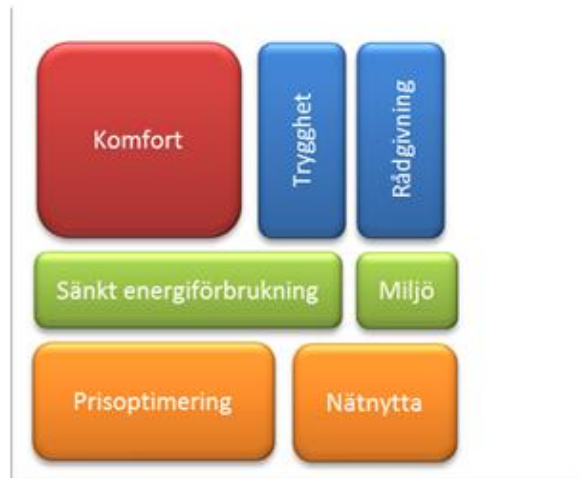 Komfort
Trygghet
Rådgivning
Sänkt energiförbrukning
Miljö
Prisoptimering
Nätnytta